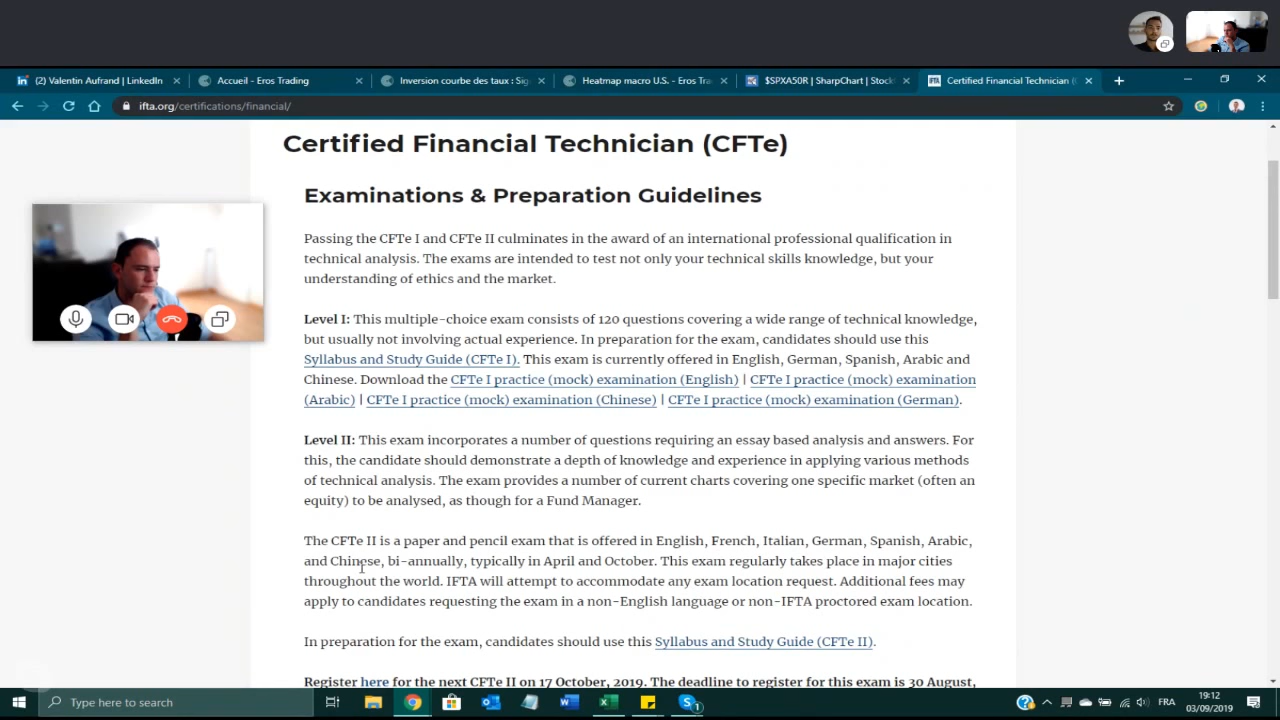 (2) Valentin Aufrand | LinkedIn
Accueil - Eros Trading
Inversion courbe des taux : Sig
Heatmap macro U.S. - Eros Tra
$SPXA50R | SharpChart | Stock
IFTA Certified Financial Technician (
ifta.org/certifications/financial/
Certified Financial Technician (CFTe)
Examinations & Preparation Guidelines
Passing the CFTe I and CFTe II culminates in the award of an international professional qualification in
technical analysis. The exams are intended to test not only your technical skills knowledge, but your
understanding of ethics and the market.
Level I: This multiple-choice exam consists of 120 questions covering a wide range of technical knowledge,
but usually not involving actual experience. In preparation for the exam, candidates should use this
Syllabus and Study Guide (CFTe I). This exam is currently offered in English, German, Spanish, Arabic and
Chinese. Download the CFTe I practice (mock) examination (English) | CFTe I practice (mock) examination
(Arabic) | CFTe I practice (mock) examination (Chinese) | CFTe I practice (mock) examination (German).
Level II: This exam incorporates a number of questions requiring an essay based analysis and answers. For
this, the candidate should demonstrate a depth of knowledge and experience in applying various methods
of technical analysis. The exam provides a number of current charts covering one specific market (often an
equity) to be analysed, as though for a Fund Manager.
The CFTe II is a paper and pencil exam that is offered in English, French, Italian, German, Spanish, Arabic,
and Chinese, bi-annually, typically in April and October. This exam regularly takes place in major cities
throughout the world. IFTA will attempt to accommodate any exam location request. Additional fees may
apply to candidates requesting the exam in a non-English language or non-IFTA proctored exam location.
In preparation for the exam, candidates should use this Syllabus and Study Guide (CFTe II).
Register here for the next CFTe II on 17 October, 2019. The deadline to register for this exam is 30 August,
Type here to search
1
FRA
19:12
03/09/2019